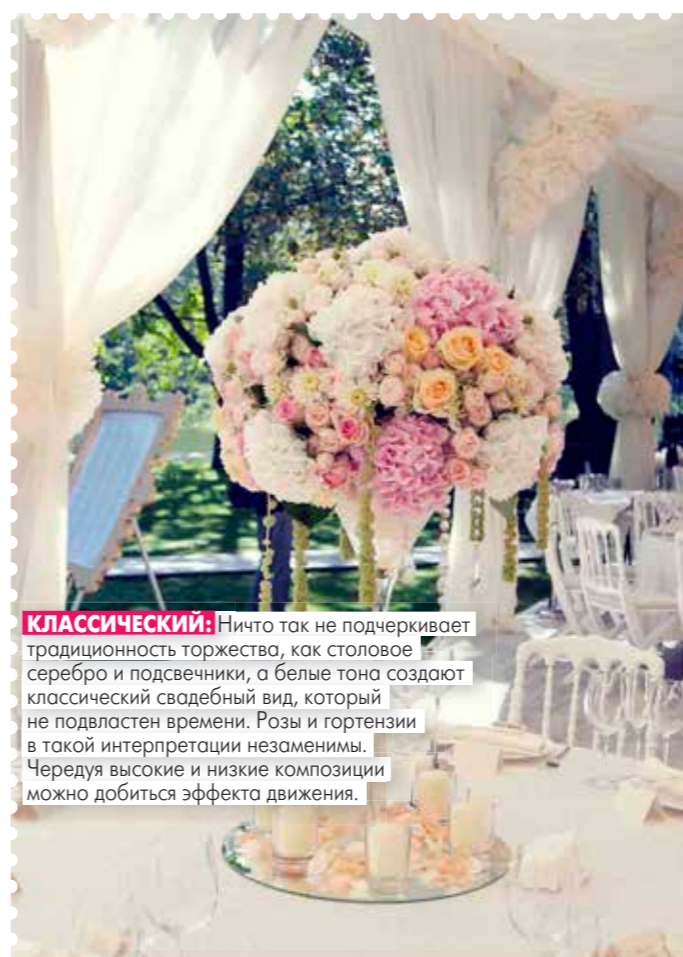 КЛАССИЧЕСКИЙ: Ничто так не подчеркивает
традиционность торжества, как столовое
серебро и подсвечники, а белые тона создают
классический свадебный вид, который
не подвластен времени. Розы и гортензии
в такой интерпретации незаменимы.
Чередуя высокие и низкие композиции
можно добиться эффекта движения.